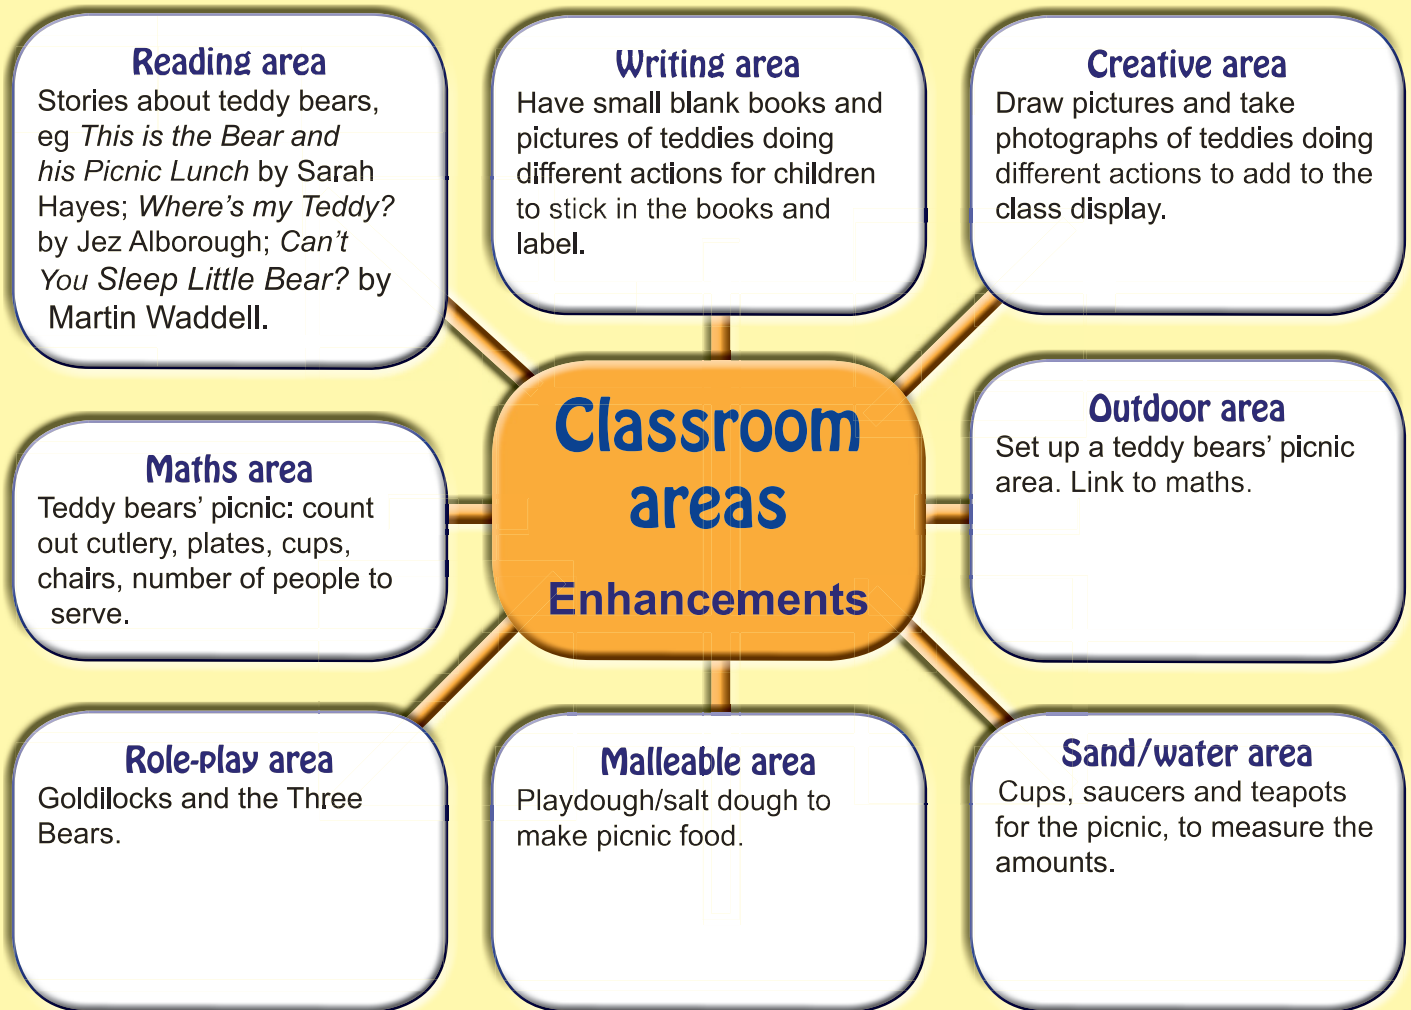 Reading area
Stories about teddy bears,
eg This is the Bear and
his Picnic Lunch by Sarah
Hayes; Where's my Teddy?
by Jez Alborough; Can't
You Sleep Little Bear? by
Martin Waddell.
Writing area
Have small blank books and
pictures of teddies doing
different actions for children
to stick in the books and
label.
Creative area
Draw pictures and take
photographs of teddies doing
different actions to add to the
class display.
Maths area
Teddy bears' picnic: count
out cutlery, plates, cups,
chairs, number of people to
serve.
Classroom
areas
Enhancements
Outdoor area
Set up a teddy bears' picnic
area. Link to maths.
Role-play area
Goldilocks and the Three
Bears.
Malleable area
Playdough/salt dough to
make picnic food.
Sand/water area
Cups, saucers and teapots
for the picnic, to measure the
amounts.